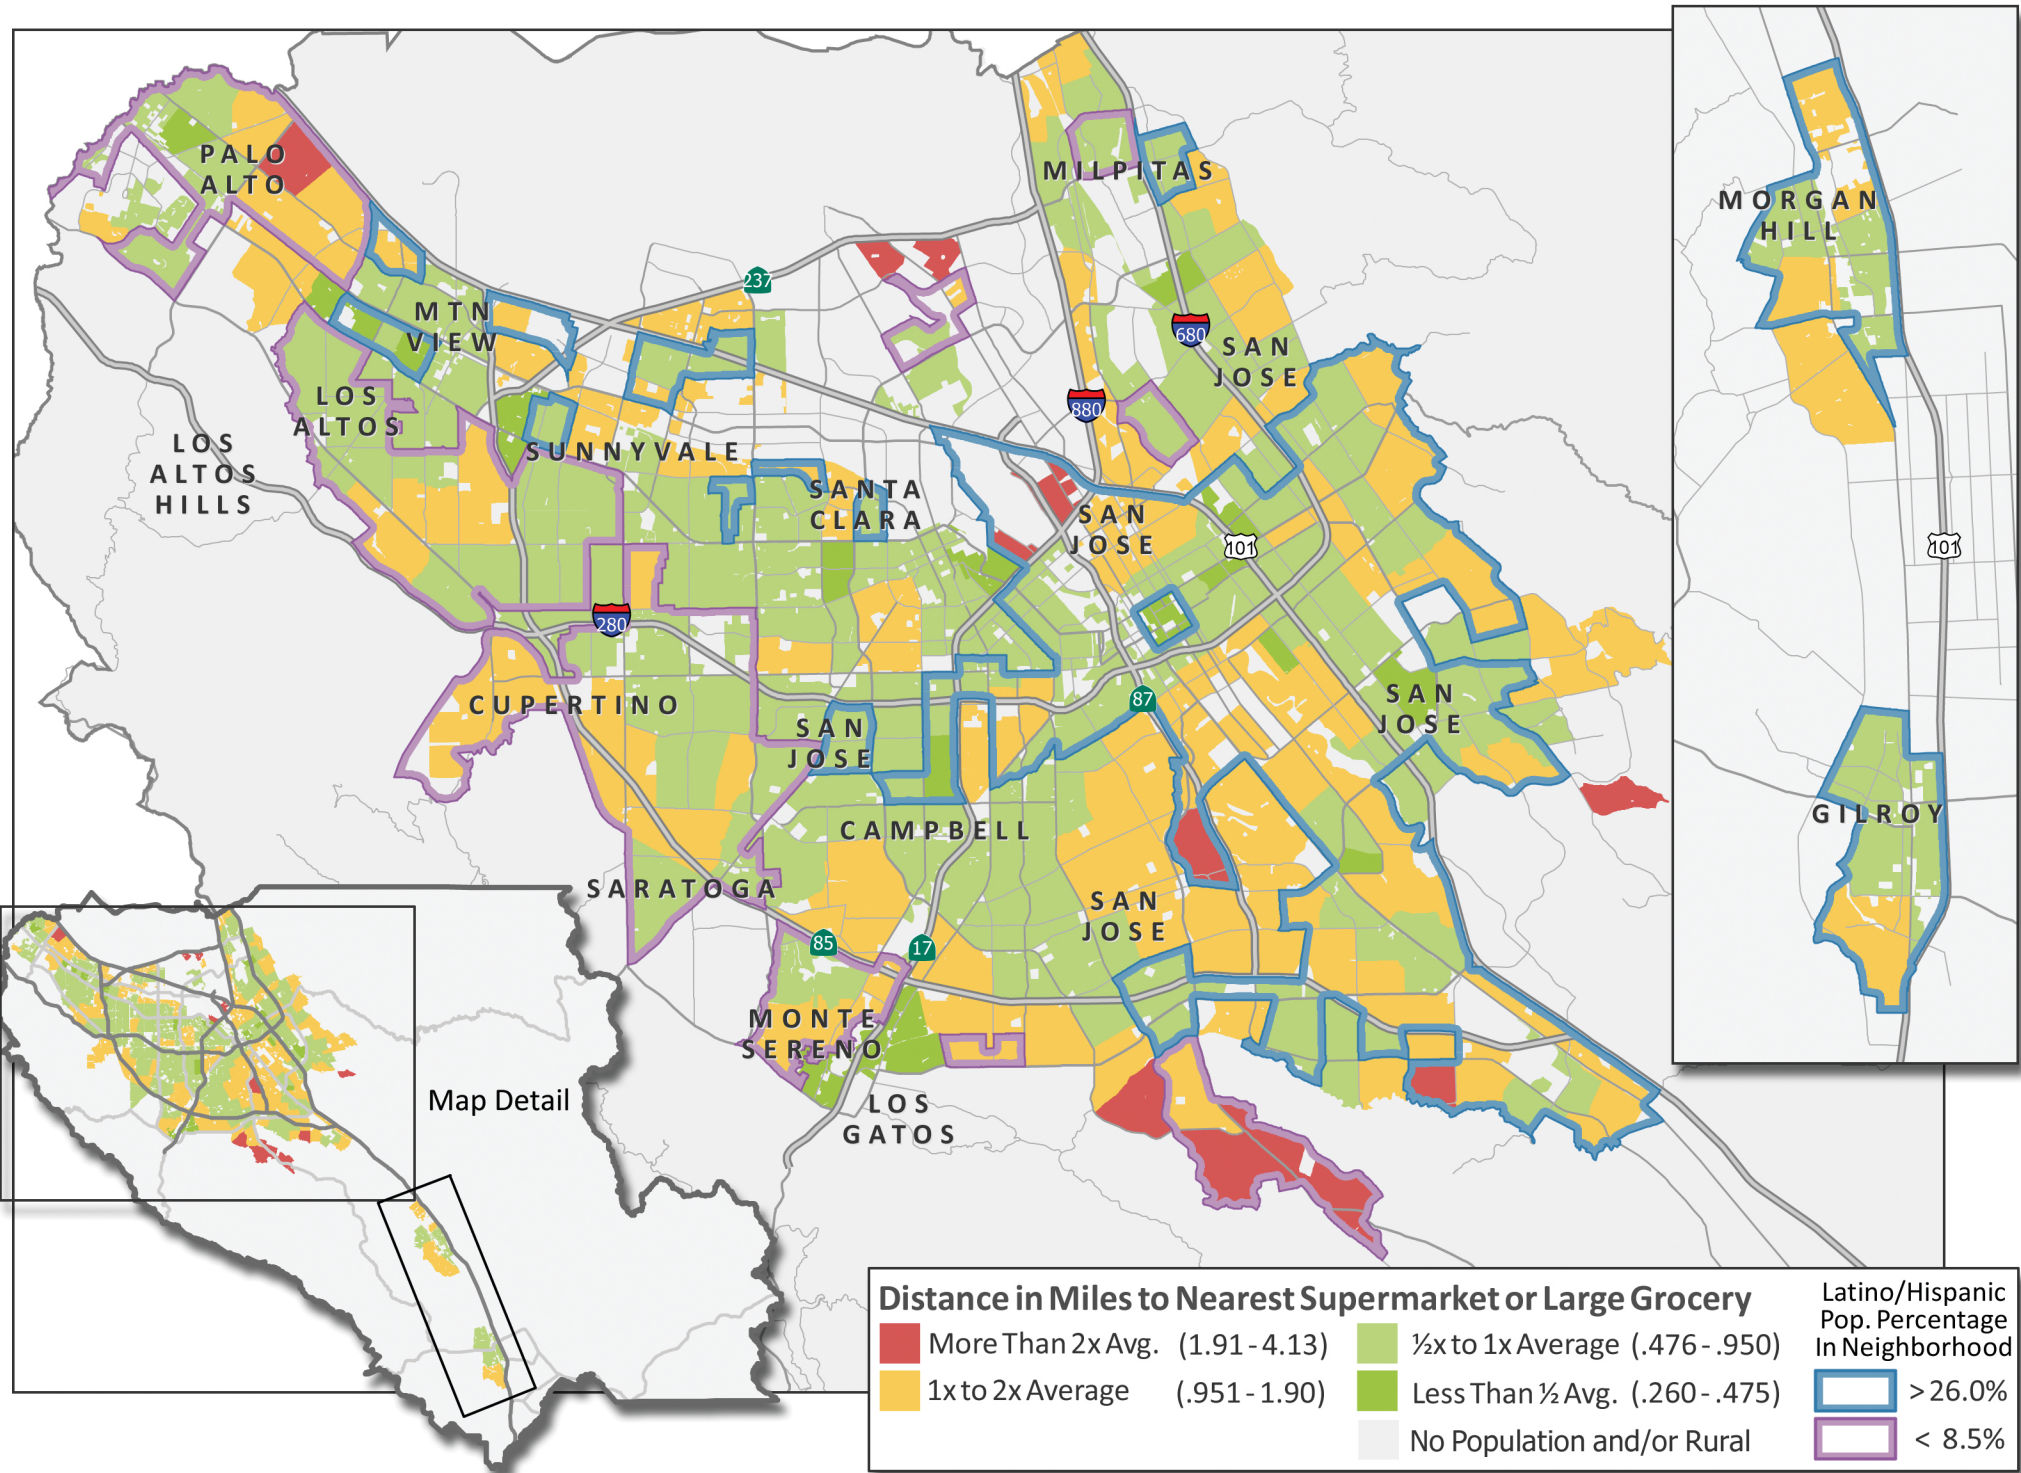 PALO
ALTO
MILPITAS
MORGAN
HILL
237
MTN
VIEW
680
SAN
JOSE
LOS
ALTOS
880
LOS
ALTOS
HILLS
SUNNYVALE
SANTA
CLARA
SAN
JOSE
101
101
280
CUPERTINO
87
SAN
JOSE
SAN
JOSE
CAMPBELL
GILROY
SARATOGA
SAN
JOSE
85
17
MONTE
SERENO
LOS
GATOS
Map Detail
Distance in Miles to Nearest Supermarket or Large Grocery
More Than 2x Avg. (1.91 - 4.13)
1x to 2x Average (.951 - 1.90)
½x to 1x Average (.476 - .950)
Less Than ½ Avg. (.260 - .475)
No Population and/or Rural
Latino/Hispanic
Pop. Percentage
In Neighborhood
> 26.0%
< 8.5%